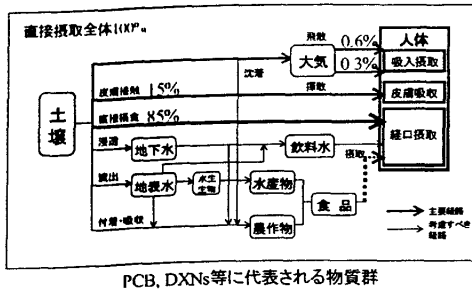 直接摂取全体100%
飛散 0.6%
人体
大気
0.3%
吸入摂取
沈着
揮散
皮膚接触 15%
皮膚吸収
土壌
直接摂食 85%
経口摂取
浸透
地下水
飲料水
摂取
流出
地表水
水生生物
水産物
食品
付着・吸収
農作物
主要経路
考慮すべき経路
PCB, DXNs等に代表される物質群